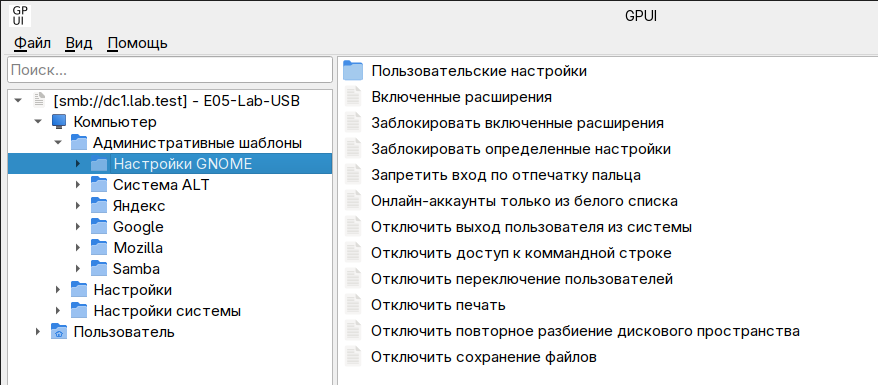 GP
UI
GPUI
Файл Вид Помощь
Поиск...
[smb://dc1.lab.test] - E05-Lab-USB
Компьютер
Административные шаблоны
Настройки GNOME
Система ALT
Яндекс
Google
Mozilla
Samba
Настройки
Настройки системы
Пользователь
Пользовательские настройки
Включенные расширения
Заблокировать включенные расширения
Заблокировать определенные настройки
Запретить вход по отпечатку пальца
Онлайн-аккаунты только из белого списка
Отключить выход пользователя из системы
Отключить доступ к коммандной строке
Отключить переключение пользователей
Отключить печать
Отключить повторное разбиение дискового пространства
Отключить сохранение файлов